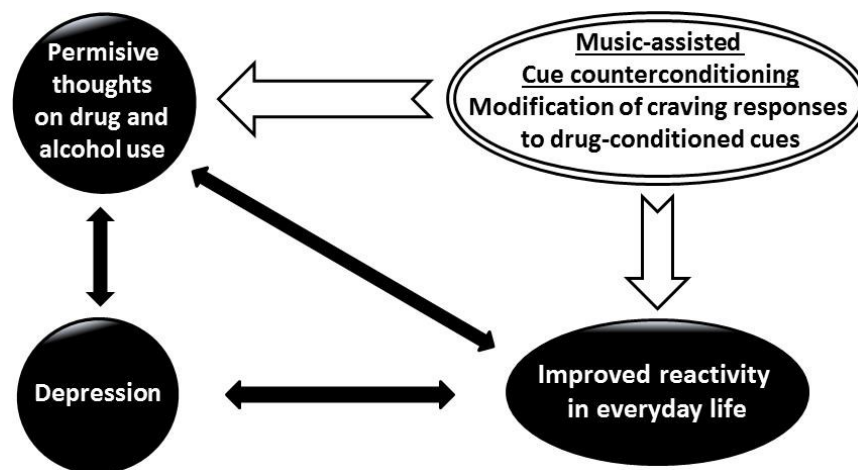 Permisive
thoughts
on drug and
alcohol use
Music-assisted
Cue counterconditioning
Modification of craving responses
to drug-conditioned cues
Depression
Improved reactivity
in everyday life